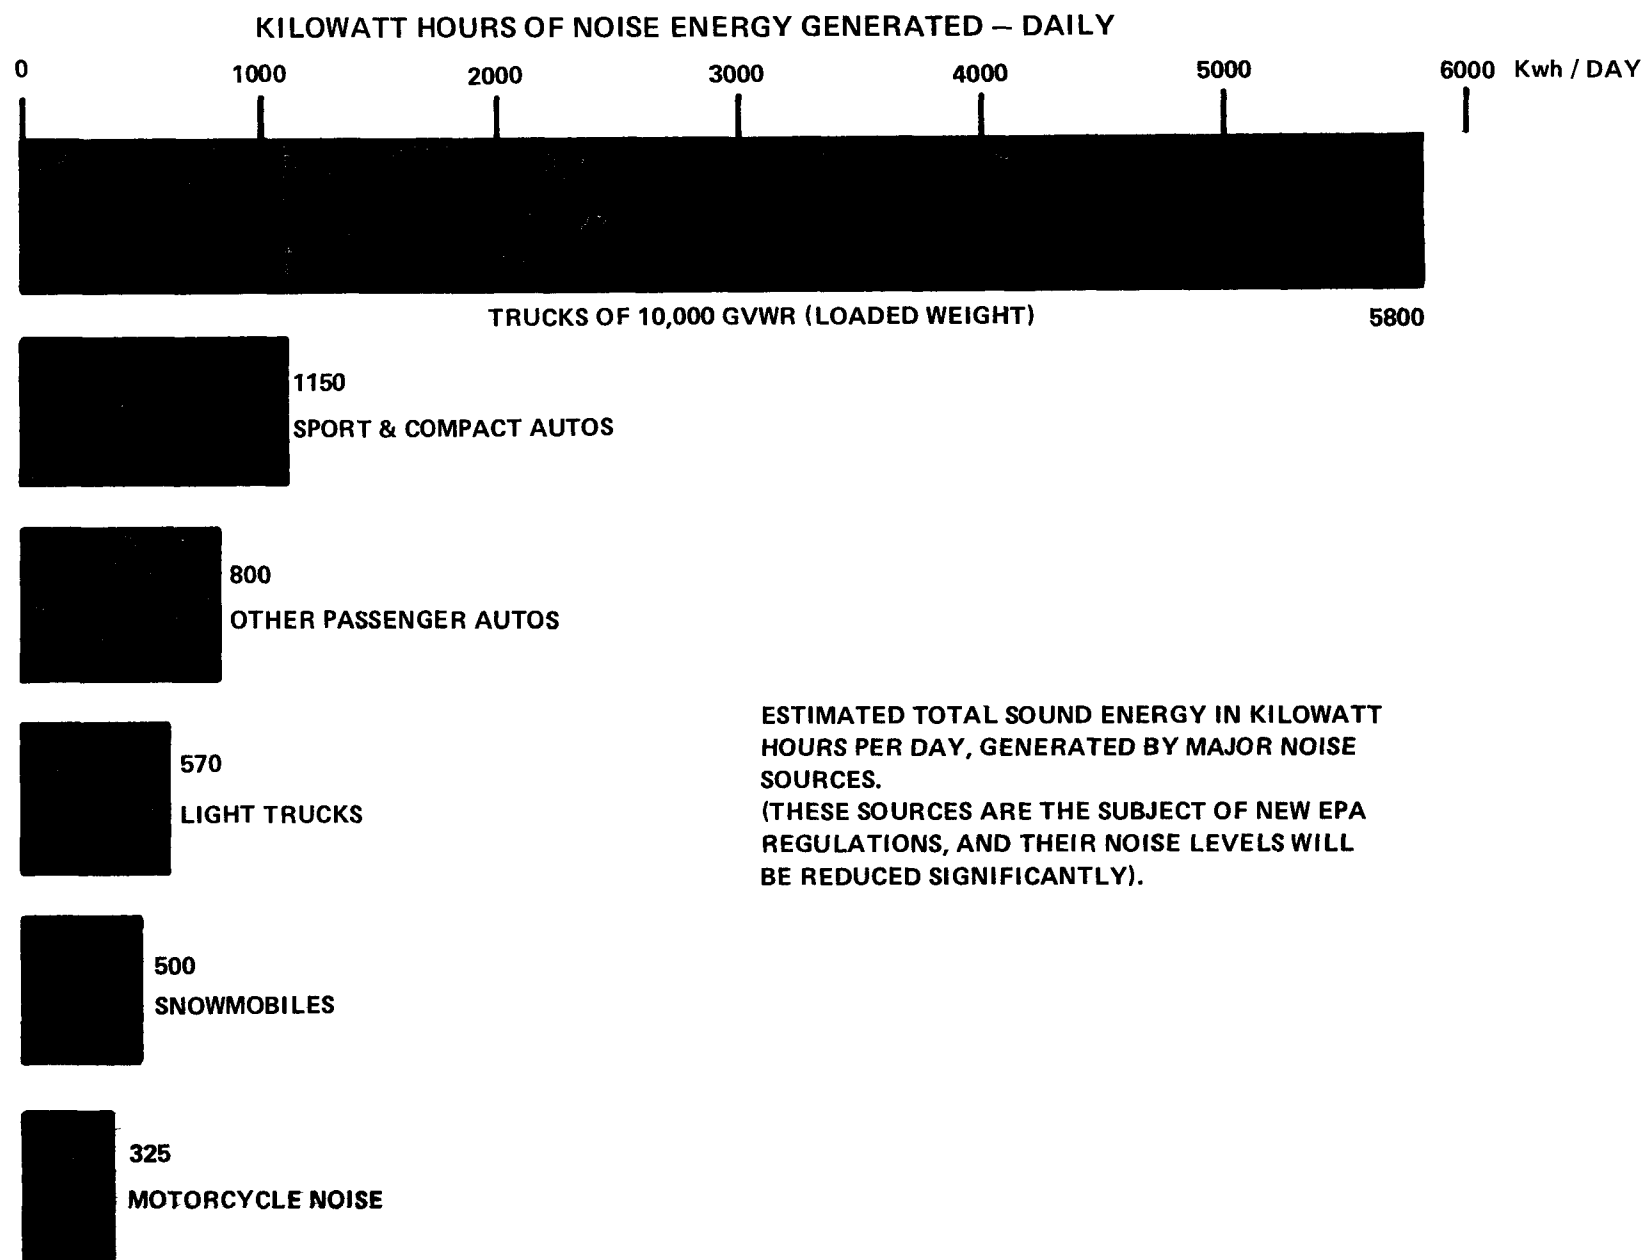 KILOWATT HOURS OF NOISE ENERGY GENERATED — DAILY
0 1000 2000 3000 4000 5000 6000 Kwh / DAY
TRUCKS OF 10,000 GVWR (LOADED WEIGHT) 5800
1150
SPORT & COMPACT AUTOS
800
OTHER PASSENGER AUTOS
570
LIGHT TRUCKS
500
SNOWMOBILES
325
MOTORCYCLE NOISE
ESTIMATED TOTAL SOUND ENERGY IN KILOWATT
HOURS PER DAY, GENERATED BY MAJOR NOISE
SOURCES.
(THESE SOURCES ARE THE SUBJECT OF NEW EPA
REGULATIONS, AND THEIR NOISE LEVELS WILL
BE REDUCED SIGNIFICANTLY).